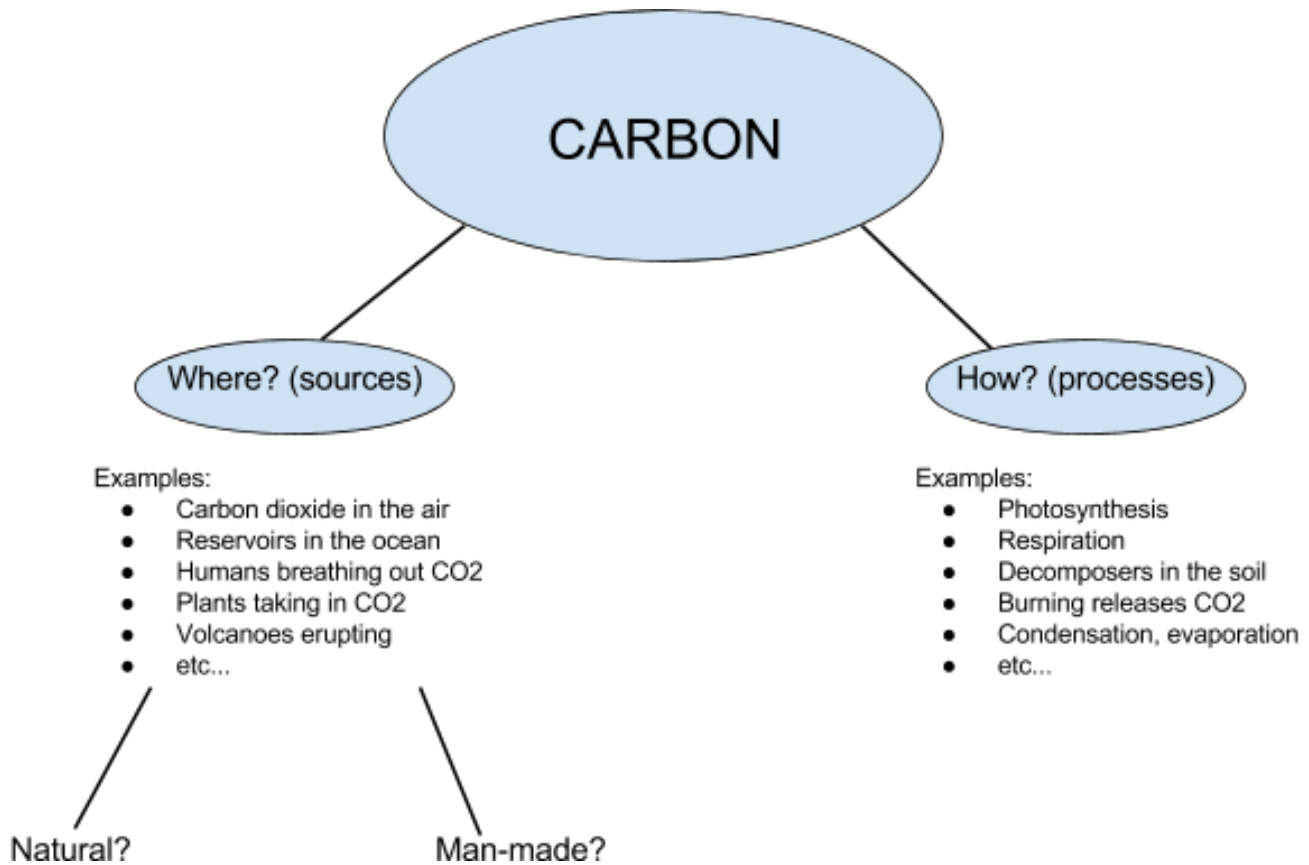 CARBON
Where? (sources)
How? (processes)
Examples:
● Carbon dioxide in the air
● Reservoirs in the ocean
● Humans breathing out CO2
● Plants taking in CO2
● Volcanoes erupting
● etc...
Examples:
● Photosynthesis
● Respiration
● Decomposers in the soil
● Burning releases CO2
● Condensation, evaporation
● etc...
Natural?
Man-made?